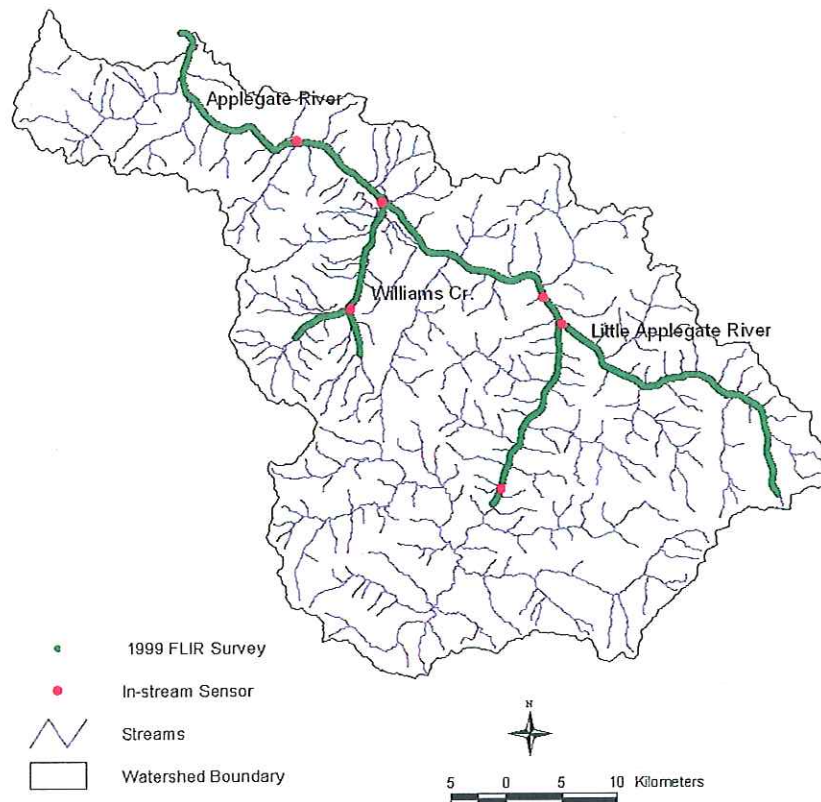 Applegate River
Williams Cr.
Little Applegate River
1999 FLIR Survey
In-stream Sensor
Streams
Watershed Boundary
N
5 0 5 10 Kilometers